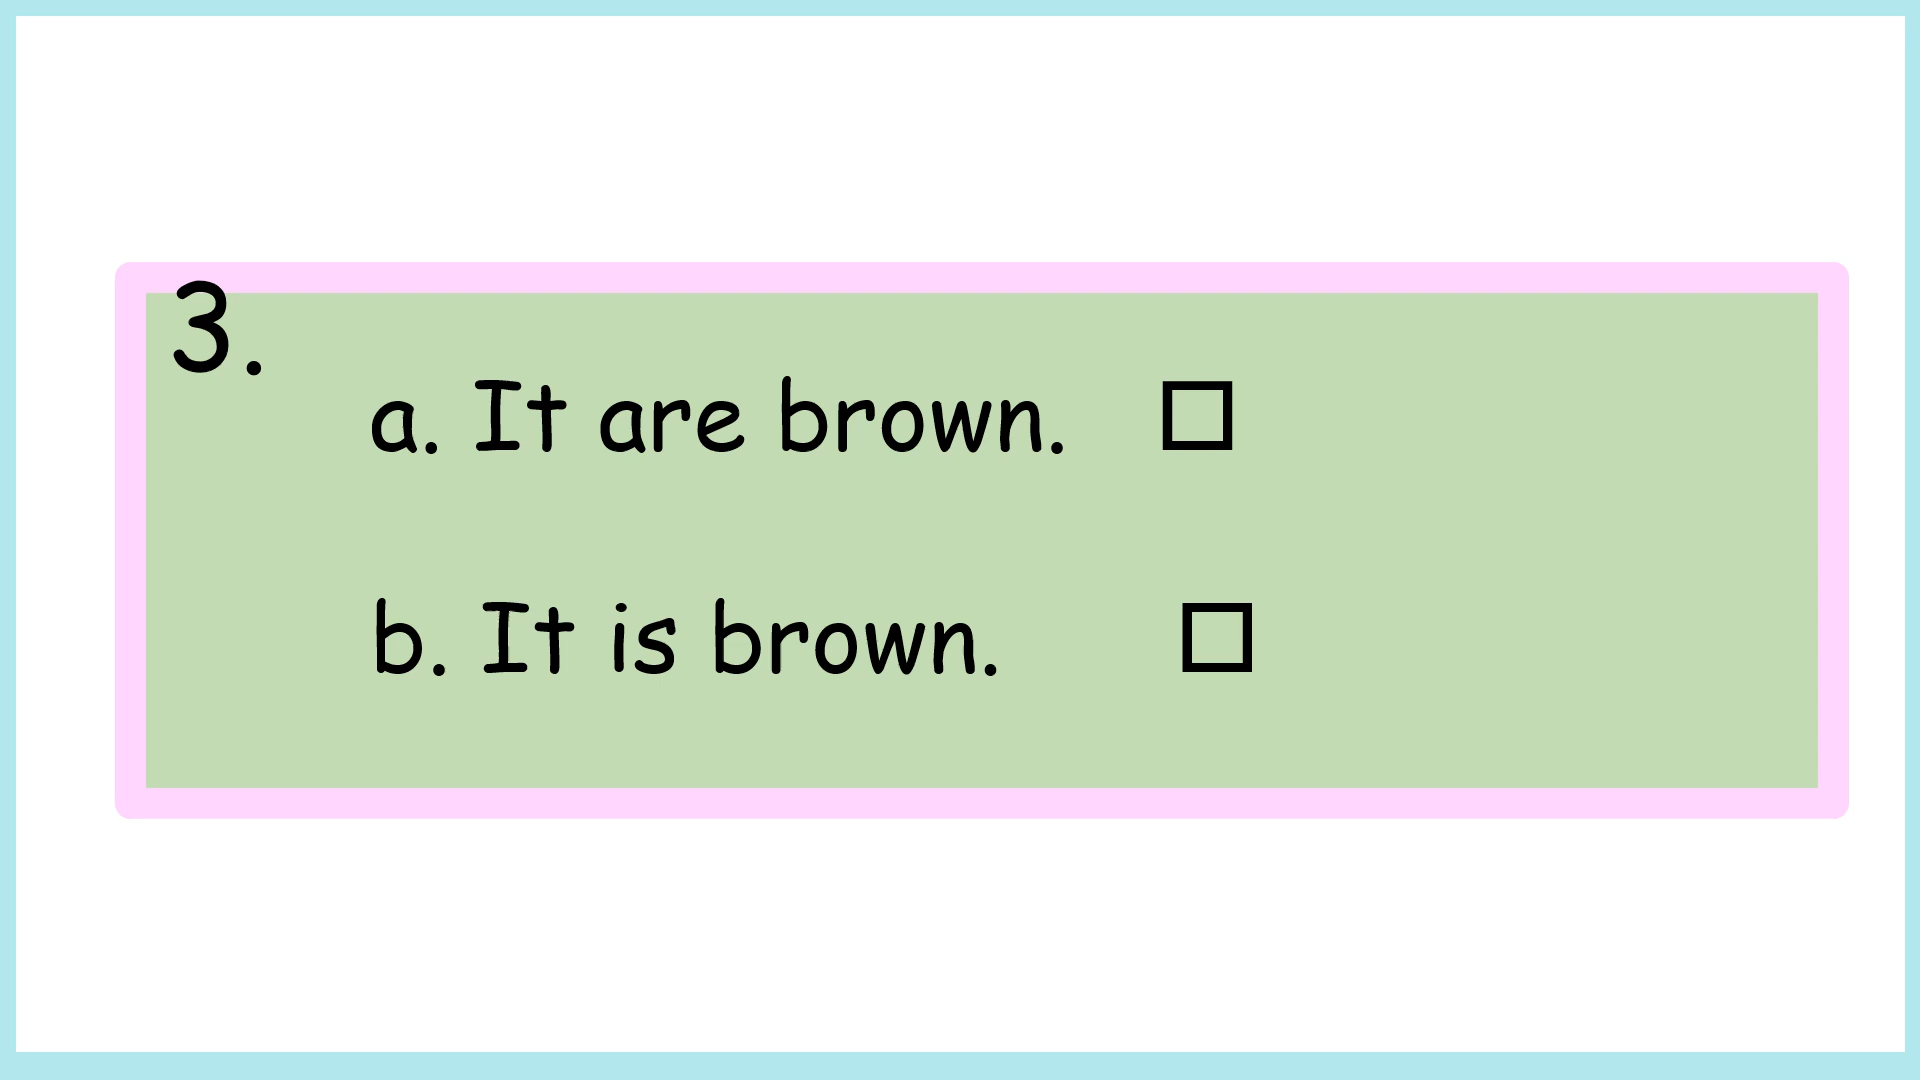 3.
a. It are brown. □
b. It is brown. □